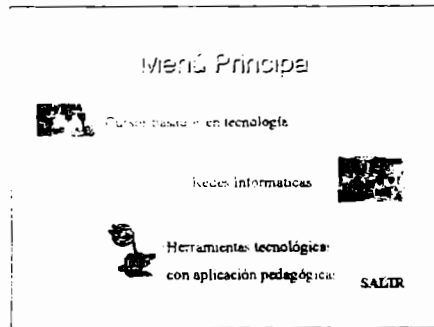 Menú Principa
en tecnología
Redes informaticas
Herramientas tecnológicas
con aplicación pedagógica:
SALIR